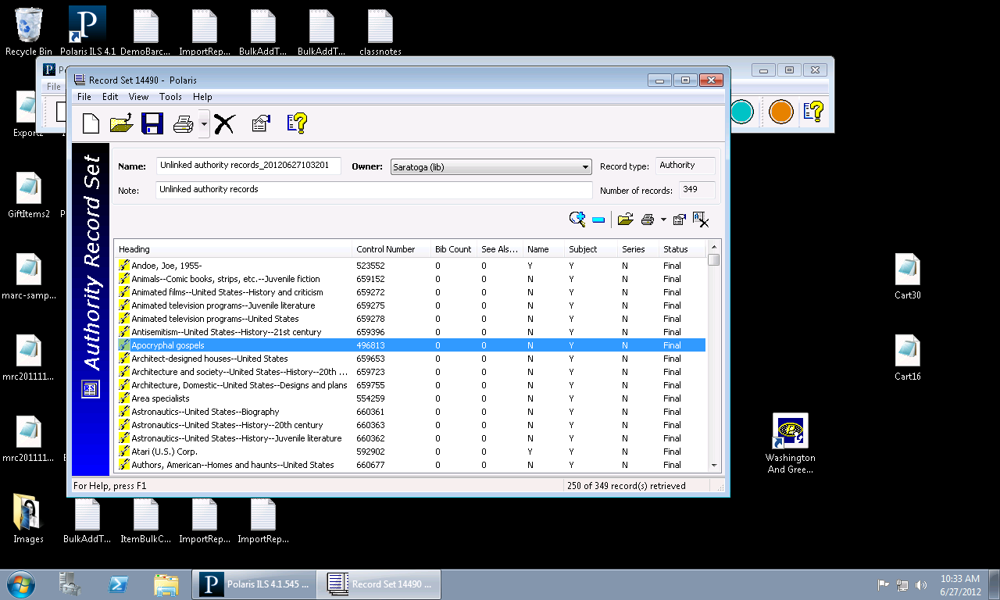 Recycle Bin
Polaris ILS 4.1
DemoBarc...
ImportRep...
BulkAddT...
BulkAddT...
classnotes
File
Export2
GiftItems2
marc-samp...
mrc201111...
mrc201111...
Images
Record Set 14490 - Polaris
File Edit View Tools Help
Authority Record Set
Name: Unlinked authority records_20120627103201 Owner: Saratoga (lib) Record type: Authority
Note: Unlinked authority records Number of records: 349
Heading Control Number Bib Count See Als... Name Subject Series Status
Andoe, Joe, 1955- 523552 0 0 Y Y N Final
Animals--Comic books, strips, etc.--Juvenile fiction 659152 0 0 N Y N Final
Animated films--United States--History and criticism 659272 0 0 N Y N Final
Animated television programs--Juvenile literature 659275 0 0 N Y N Final
Animated television programs--United States 659278 0 0 N Y N Final
Antisemitism--United States--History--21st century 659396 0 0 N Y N Final
Apocryphal gospels 496813 0 0 N Y N Final
Architect-designed houses--United States 659653 0 0 N Y N Final
Architecture and society--United States--History--20th ... 659723 0 0 N Y N Final
Architecture, Domestic--United States--Designs and plans 659755 0 0 N Y N Final
Area specialists 554259 0 0 N Y N Final
Astronautics--United States--Biography 660361 0 0 N Y N Final
Astronautics--United States--History--20th century 660363 0 0 N Y N Final
Astronautics--United States--History--Juvenile literature 660362 0 0 N Y N Final
Atari (U.S.) Corp. 592902 0 0 Y Y N Final
Authors, American--Homes and haunts--United States 660677 0 0 N Y N Final
For Help, press F1
250 of 349 record(s) retrieved
Cart30
Cart16
Washington
And Gree...
BulkAddT...
ItemBulkC...
ImportRep...
ImportRep...
Polaris ILS 4.1.545 ...
Record Set 14490 ...
10:33 AM
6/27/2012